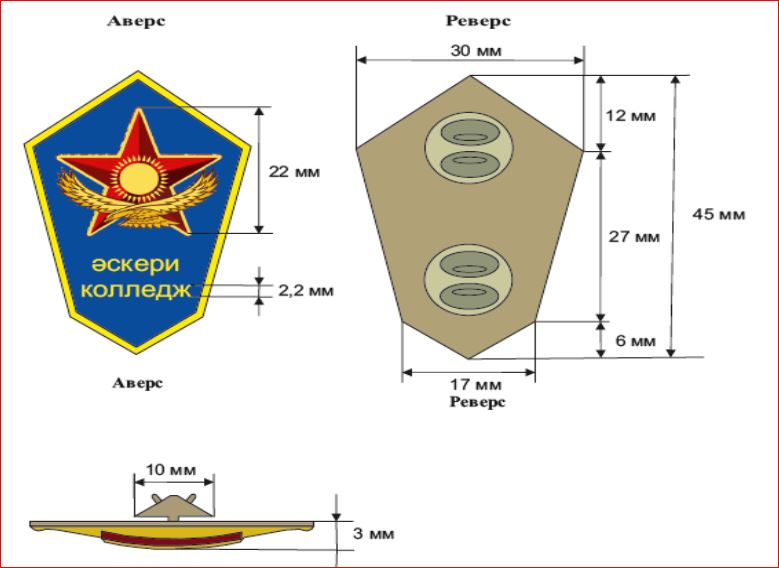 Аверс
Реверс
30 мм
12 мм
22 мм
45 мм
27 мм
әскери
колледж
2,2 мм
6 мм
17 мм
Аверс
Реверс
10 мм
3 мм